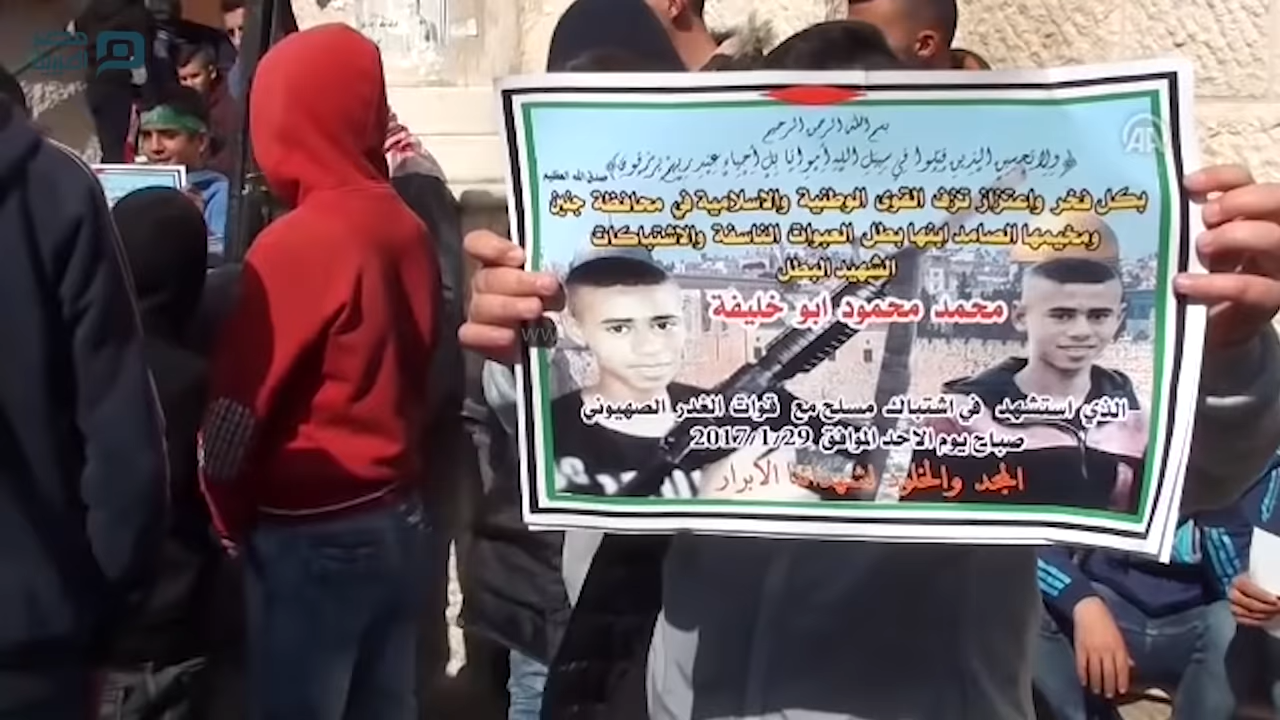 مصر العربية
AA
بسم الله الرحمن الرحيم
﴿ولا تحسبن الذين قتلوا في سبيل الله أمواتا بل أحياء عند ربهم يرزقون﴾
صدق الله العظيم
بكل فخر واعتزاز تزف القوى الوطنية والاسلامية في محافظة جنين
ومخيمها الصامد ابنها بطل العبوات الناسفة والاشتباكات
الشهيد البطل
محمد محمود ابو خليفة
الذي استشهد في اشتباك مسلح مع قوات الغدر الصهيوني
صباح يوم الاحد الموافق 2017/1/29
المجد والخلود لشهدائنا الابرار